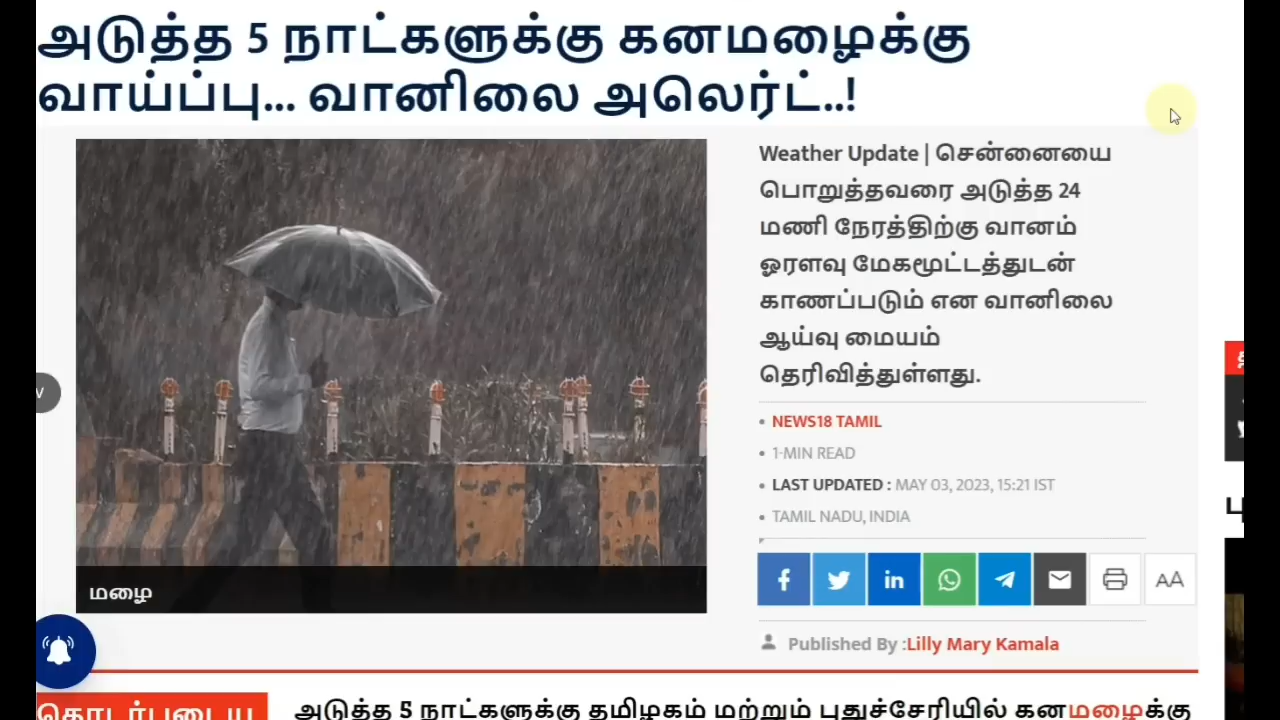 அடுத்த 5 நாட்களுக்கு கனமழைக்கு
வாய்ப்பு... வானிலை அலெர்ட்..!
Weather Update | சென்னையை
பொறுத்தவரை அடுத்த 24
மணி நேரத்திற்கு வானம்
ஓரளவு மேகமூட்டத்துடன்
காணப்படும் என வானிலை
ஆய்வு மையம்
தெரிவித்துள்ளது.
NEWS18 TAMIL
1-MIN READ
LAST UPDATED : MAY 03, 2023, 15:21 IST
TAMIL NADU, INDIA
மழை
AA
Published By :Lilly Mary Kamala
தொடர்புடைய
அடுத்த 5 நாட்களுக்கு தமிழகம் மற்றும் புதுச்சேரியில் கனமழைக்கு